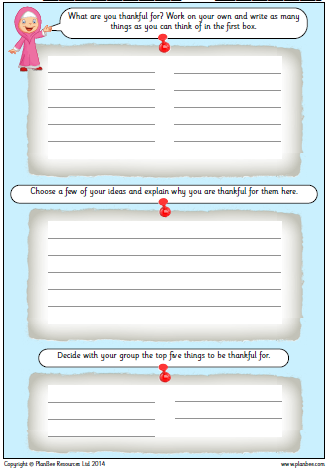 What are you thankful for? Work on your own and write as many
things as you can think of in the first box.
Choose a few of your ideas and explain why you are thankful for them here.
Decide with your group the top five things to be thankful for.
Copyright © PlanBee Resources Ltd 2014
www.planbee.com